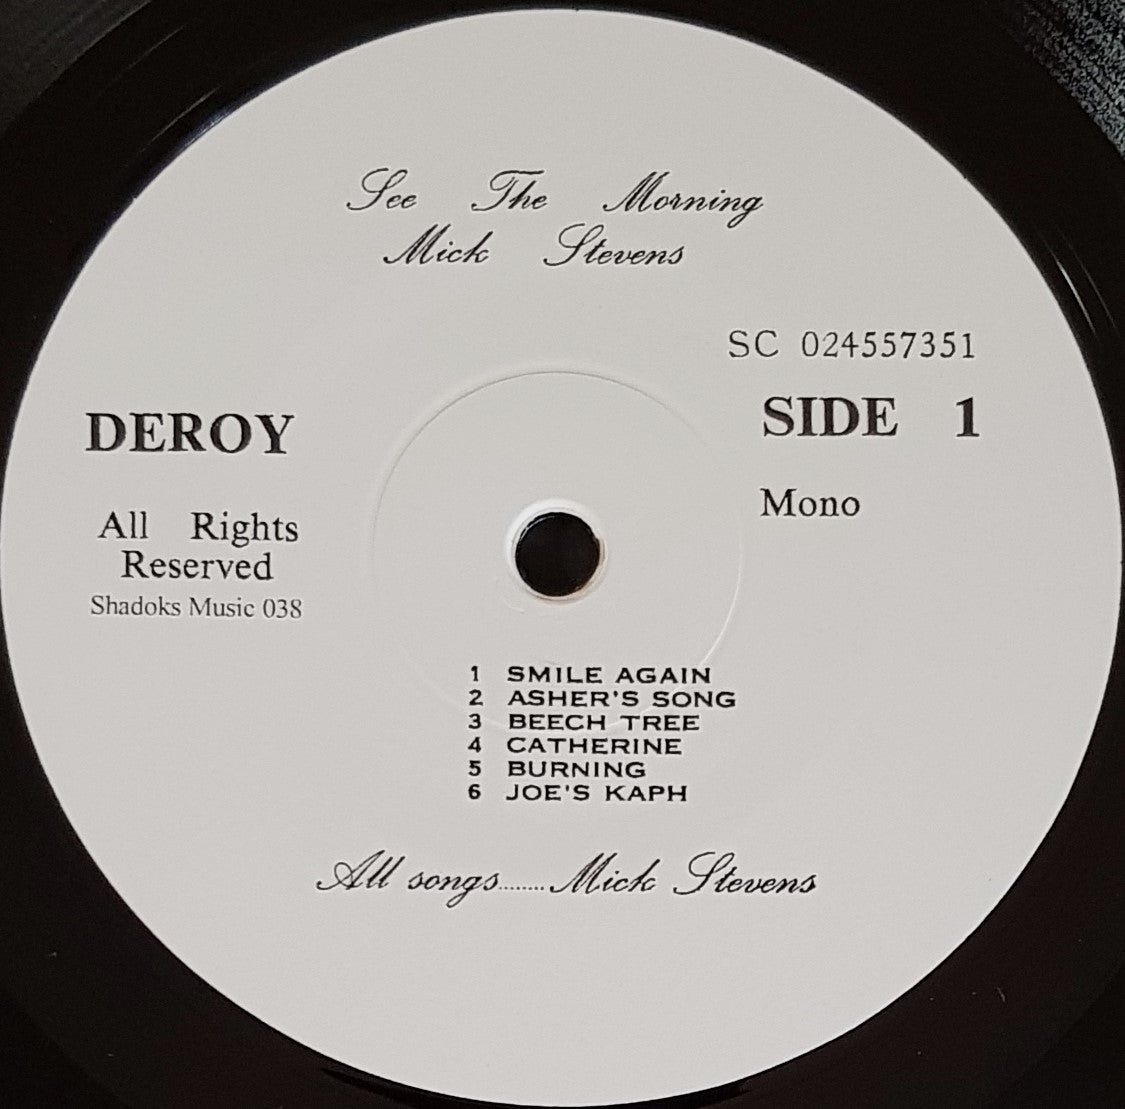 See The Morning
Mick Stevens
SC 024557351
DEROY
SIDE 1
Mono
All Rights
Reserved
Shadoks Music 038
1 SMILE AGAIN
2 ASHER'S SONG
3 BEECH TREE
4 CATHERINE
5 BURNING
6 JOE'S KAPH
All songs........Mick Stevens